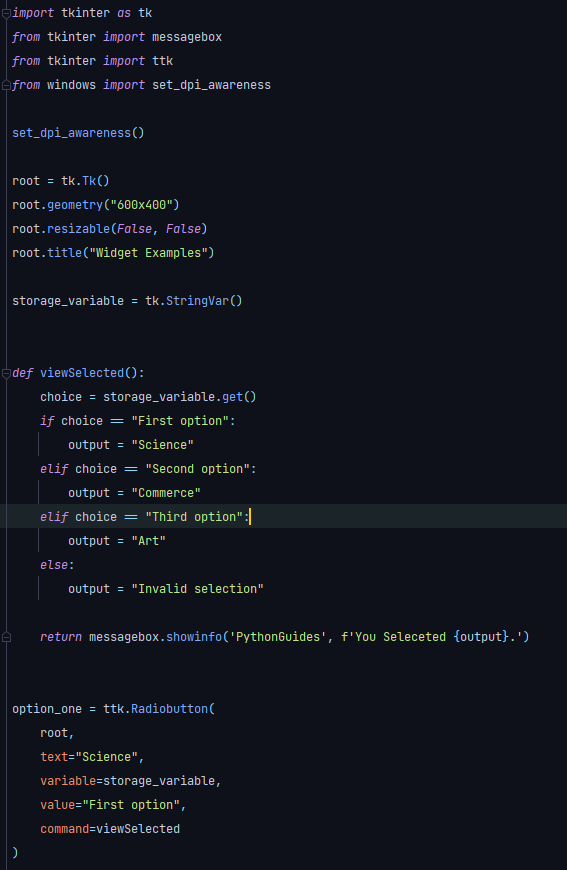 import tkinter as tk
from tkinter import messagebox
from tkinter import ttk
from windows import set_dpi_awareness

set_dpi_awareness()

root = tk.Tk()
root.geometry("600x400")
root.resizable(False, False)
root.title("Widget Examples")

storage_variable = tk.StringVar()


def viewSelected():
    choice = storage_variable.get()
    if choice == "First option":
        output = "Science"
    elif choice == "Second option":
        output = "Commerce"
    elif choice == "Third option":
        output = "Art"
    else:
        output = "Invalid selection"

    return messagebox.showinfo('PythonGuides', f'You Seleceted {output}.')


option_one = ttk.Radiobutton(
    root,
    text="Science",
    variable=storage_variable,
    value="First option",
    command=viewSelected
)